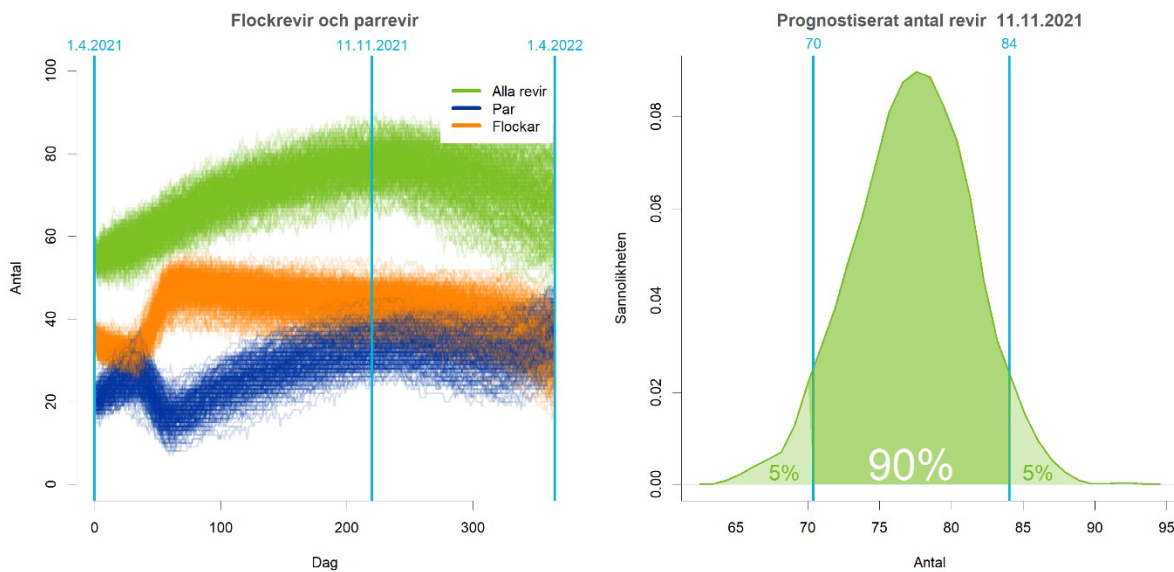 Flockrevir och parrevir
1.4.2021 11.11.2021 1.4.2022
Alla revir
Par
Flockar
Antal
100
80
60
40
20
0
0 100 200 300
Dag
Prognostiserat antal revir 11.11.2021
70 84
Sannolikheten
0.08
0.06
0.04
0.02
0.00
5% 90% 5%
65 70 75 80 85 90 95
Antal